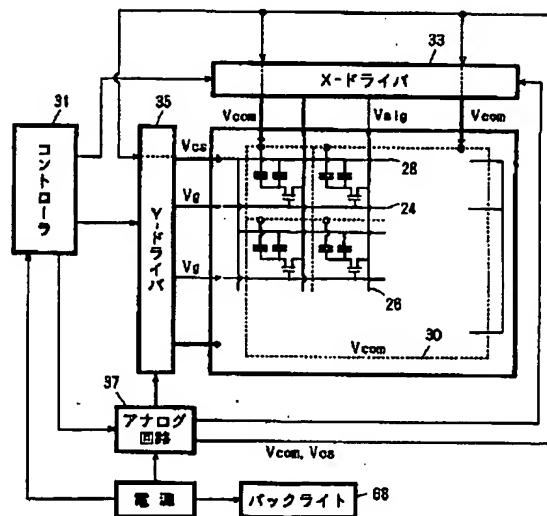 33
X-ドライバ
31
35
Vcom
Valg
Vcom
コントローラ
Y-ドライバ
Vcs
28
Vg
24
Vg
26
Vcom
30
37
アナログ
回路
Vcom, Vcs
電源
バックライト
68